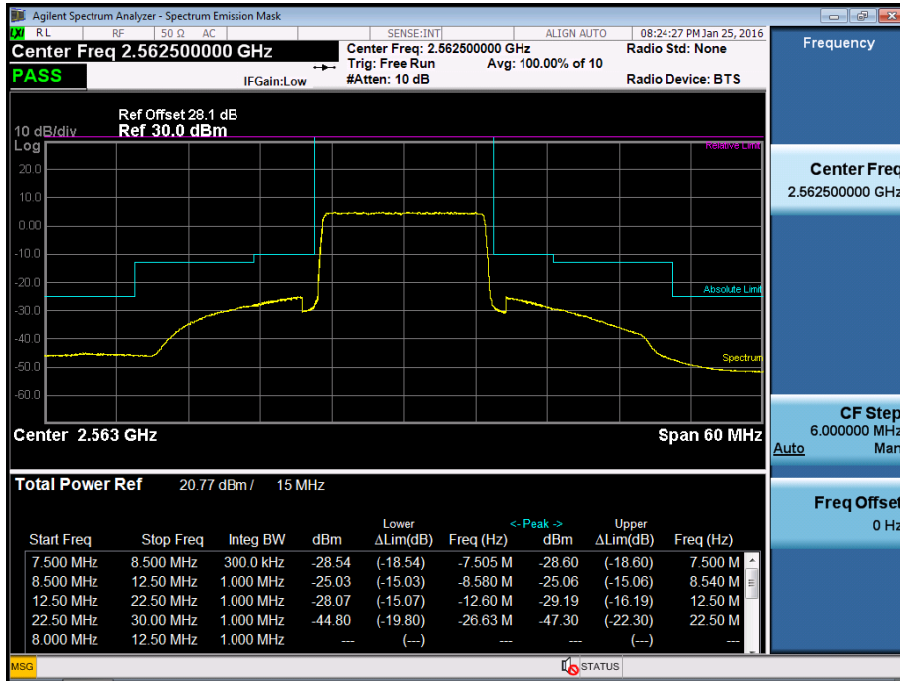 Agilent Spectrum Analyzer - Spectrum Emission Mask
LXI RL RF 50 Ω AC SENSE:INT ALIGN AUTO 08:24:27 PM Jan 25, 2016
Center Freq 2.562500000 GHz
Center Freq: 2.562500000 GHz
Radio Std: None
Trig: Free Run Avg: 100.00% of 10
PASS
IFGain:Low
#Atten: 10 dB
Radio Device: BTS
Ref Offset 28.1 dB
10 dB/div Ref 30.0 dBm
Log
Relative Limit
20.0
10.0
0.00
-10.0
-20.0
Absolute Limit
-30.0
-40.0
Spectrum
-50.0
-60.0
Center 2.563 GHz Span 60 MHz
Total Power Ref 20.77 dBm / 15 MHz
Lower <-Peak -> Upper
Start Freq Stop Freq Integ BW dBm ΔLim(dB) Freq (Hz) dBm ΔLim(dB) Freq (Hz)
7.500 MHz 8.500 MHz 300.0 kHz -28.54 (-18.54) -7.505 M -28.60 (-18.60) 7.500 M
8.500 MHz 12.50 MHz 1.000 MHz -25.03 (-15.03) -8.580 M -25.06 (-15.06) 8.540 M
12.50 MHz 22.50 MHz 1.000 MHz -28.07 (-15.07) -12.60 M -29.19 (-16.19) 12.50 M
22.50 MHz 30.00 MHz 1.000 MHz -44.80 (-19.80) -26.63 M -47.30 (-22.30) 22.50 M
8.000 MHz 12.50 MHz 1.000 MHz --- (---) --- --- (---) ---
MSG STATUS
Frequency
Center Freq
2.562500000 GHz
CF Step
6.000000 MHz
Auto Man
Freq Offset
0 Hz